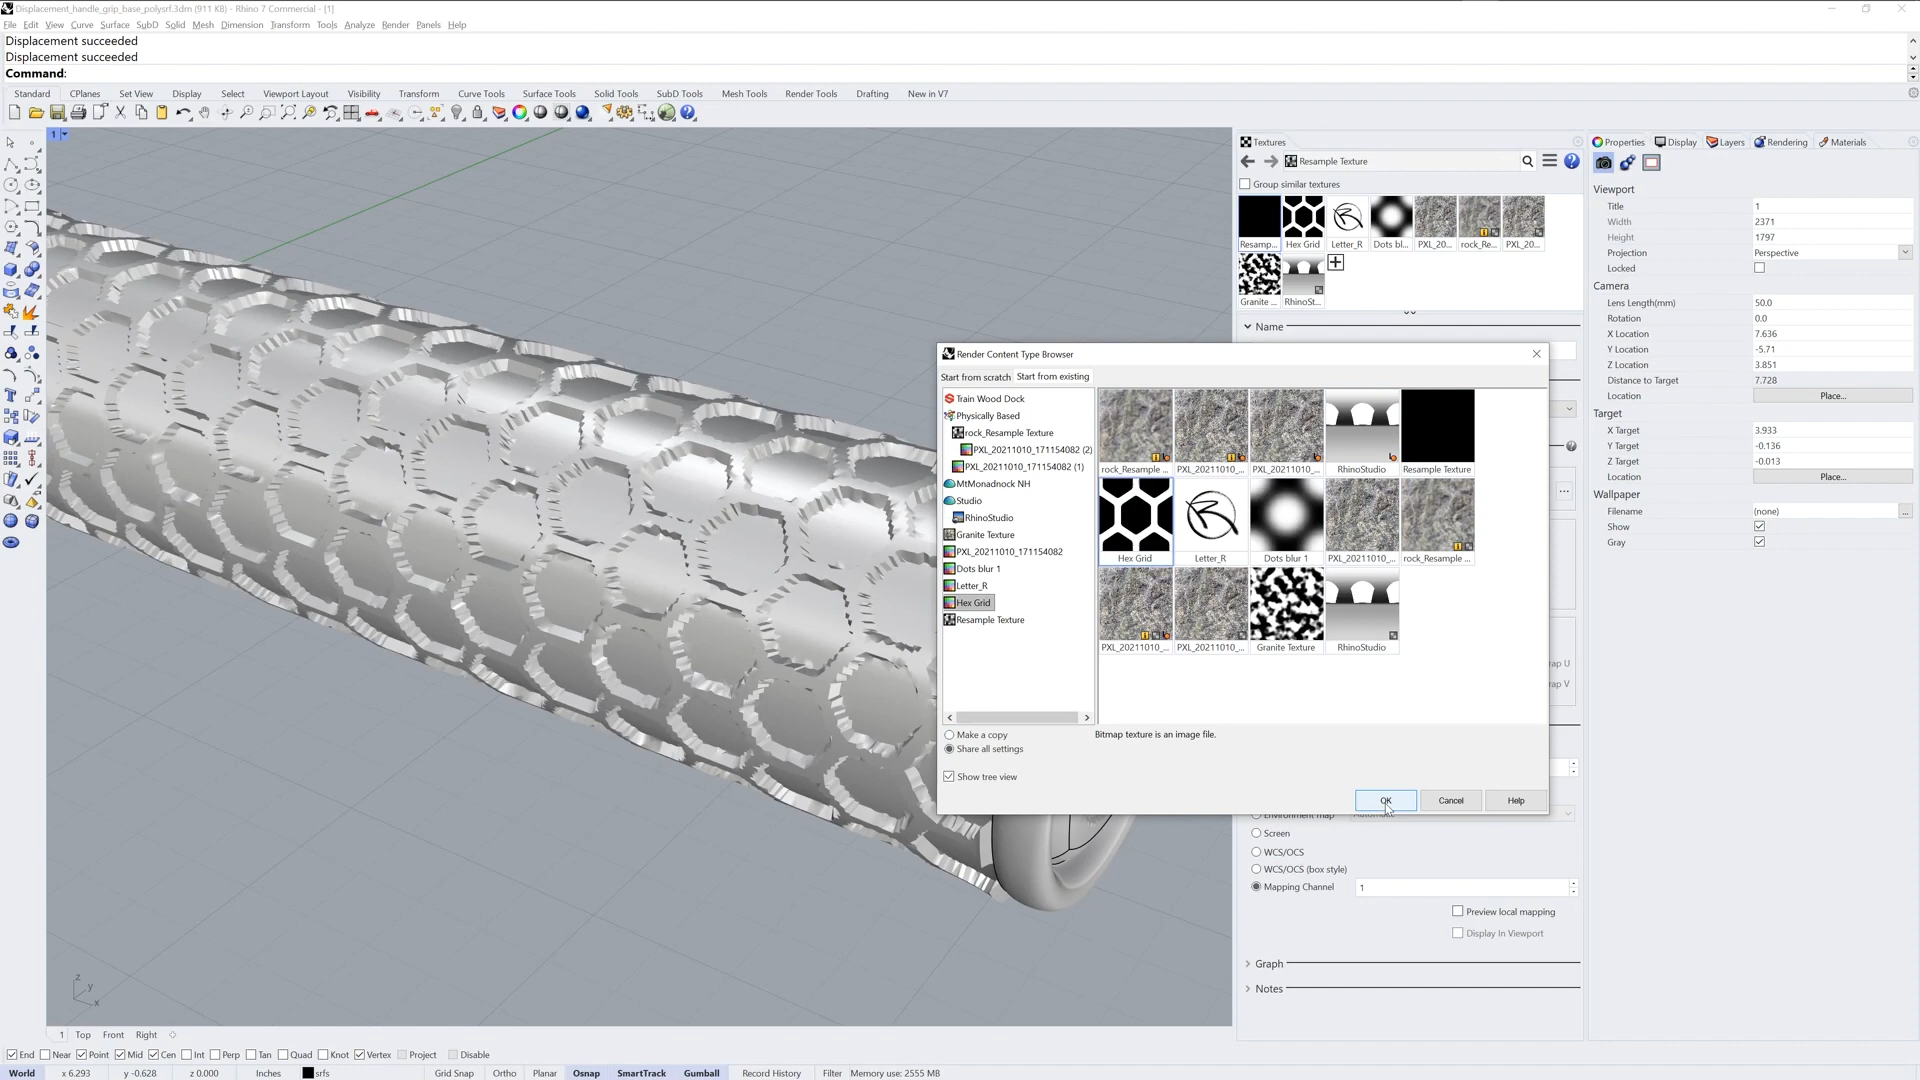 Displacement_handle_grip_base_polysrf.3dm (911 KB) - Rhino 7 Commercial - [1]
File Edit View Curve Surface SubD Solid Mesh Dimension Transform Tools Analyze Render Panels Help
Displacement succeeded
Displacement succeeded
Command:
Standard CPlanes Set View Display Select Viewport Layout Visibility Transform Curve Tools Surface Tools Solid Tools SubD Tools Mesh Tools Render Tools Drafting New in V7
1
Textures
Resample Texture
Group similar textures
Resamp... Hex Grid Letter_R Dots bl... PXL_20... rock_Re... PXL_20...
Granite ... RhinoSt...
Name
Render Content Type Browser
Start from scratch Start from existing
Train Wood Dock
Physically Based
rock_Resample Texture
PXL_20211010_171154082 (2)
PXL_20211010_171154082 (1)
MtMonadnock NH
Studio
RhinoStudio
Granite Texture
PXL_20211010_171154082
Dots blur 1
Letter_R
Hex Grid
Resample Texture
rock_Resample ... PXL_20211010_... PXL_20211010_... RhinoStudio Resample Texture
Hex Grid Letter_R Dots blur 1 PXL_20211010_... rock_Resample ...
PXL_20211010_... PXL_20211010_... Granite Texture RhinoStudio
Make a copy
Share all settings
Bitmap texture is an image file.
Show tree view
OK Cancel Help
...
rap U
rap V
Environment map
Screen
WCS/OCS
WCS/OCS (box style)
Mapping Channel 1
Preview local mapping
Display In Viewport
Graph
Notes
Properties Display Layers Rendering Materials
Viewport
Title 1
Width 2371
Height 1797
Projection Perspective
Locked
Camera
Lens Length(mm) 50.0
Rotation 0.0
X Location 7.636
Y Location -5.71
Z Location 3.851
Distance to Target 7.728
Location Place...
Target
X Target 3.933
Y Target -0.136
Z Target -0.013
Location Place...
Wallpaper
Filename (none) ...
Show
Gray
z
y
x
1 Top Front Right
End Near Point Mid Cen Int Perp Tan Quad Knot Vertex Project Disable
World x 6.293 y -0.628 z 0.000 Inches srfs Grid Snap Ortho Planar Osnap SmartTrack Gumball Record History Filter Memory use: 2555 MB